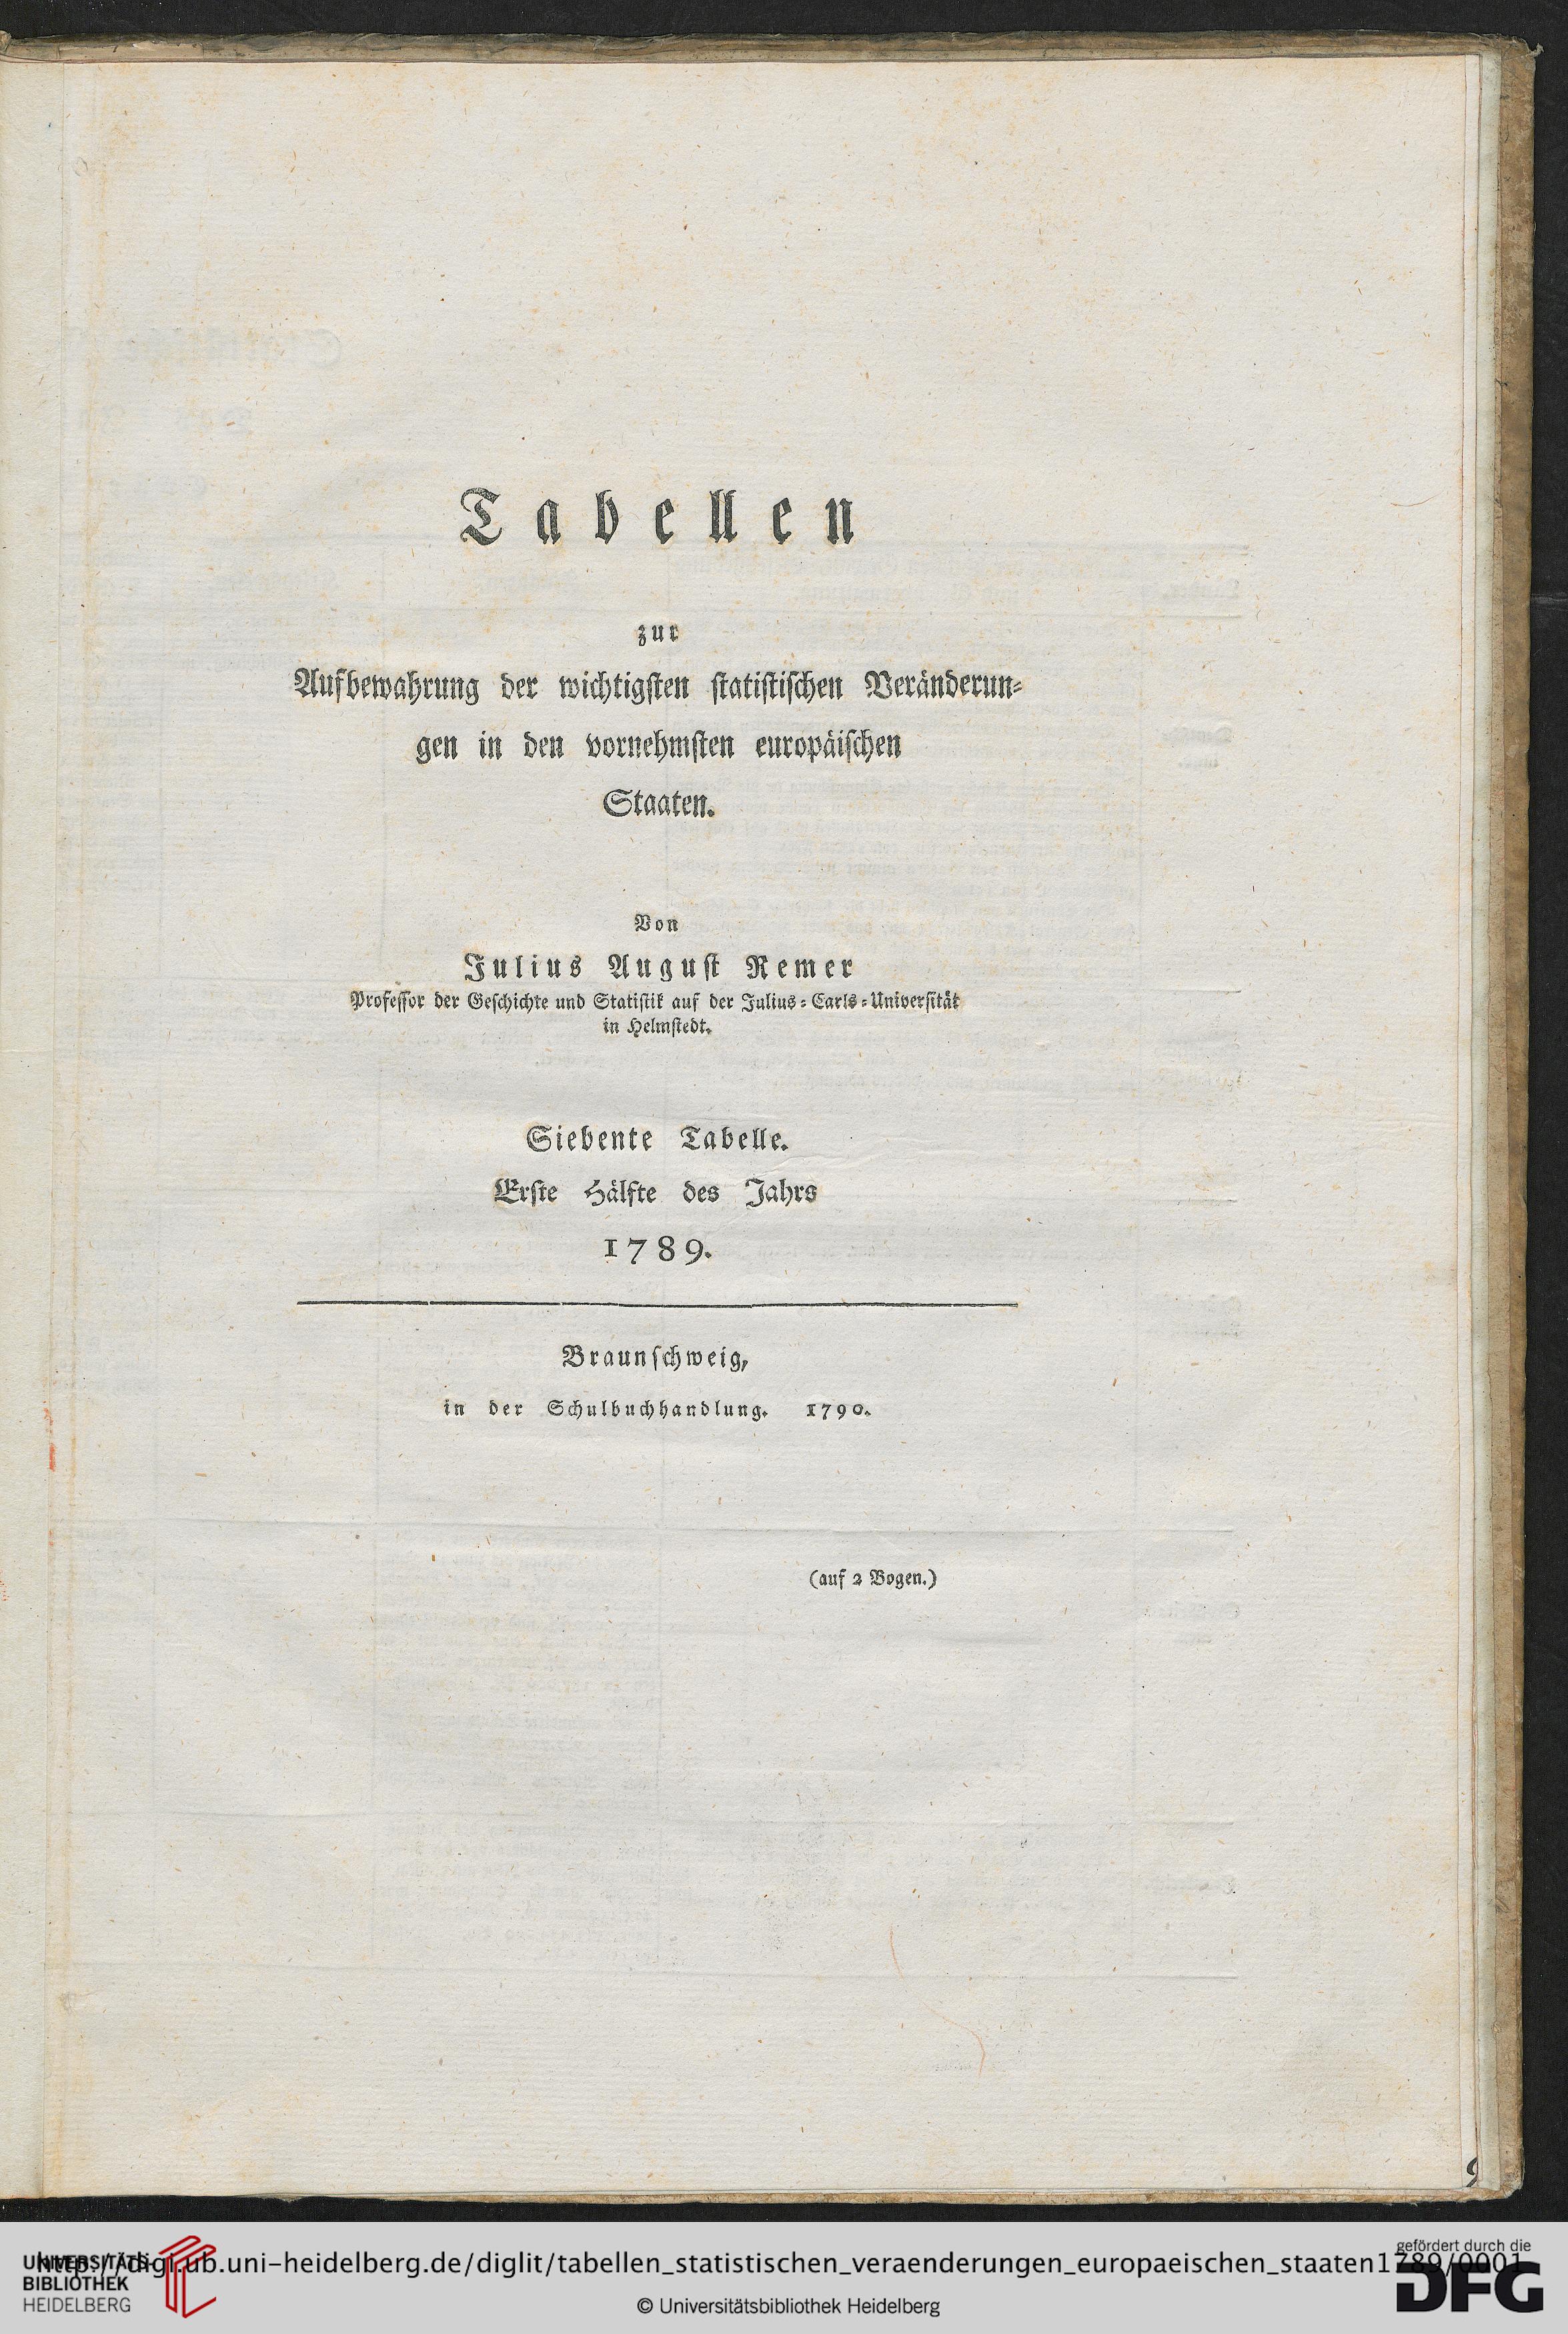 Tabellen
zur
Aufbewahrung der wichtigsten statistischen Veränderun-
gen in den vornehmsten europäischen
Staaten.
Von
Julius August Remer
Professor der Geschichte und Statistik auf der Julius-Carls-Universität
in Helmstedt.
Siebente Tabelle.
Erste Hälfte des Jahrs
1789.
Braunschweig,
in der Schulbuchhandlung. 1790.
(auf 2 Bogen.)
UNIVERSITÄTS-
BIBLIOTHEK
HEIDELBERG
http://digi.ub.uni-heidelberg.de/diglit/tabellen_statistischen_veraenderungen_europaeischen_staaten1789/0001
© Universitätsbibliothek Heidelberg
gefördert durch die
DFG